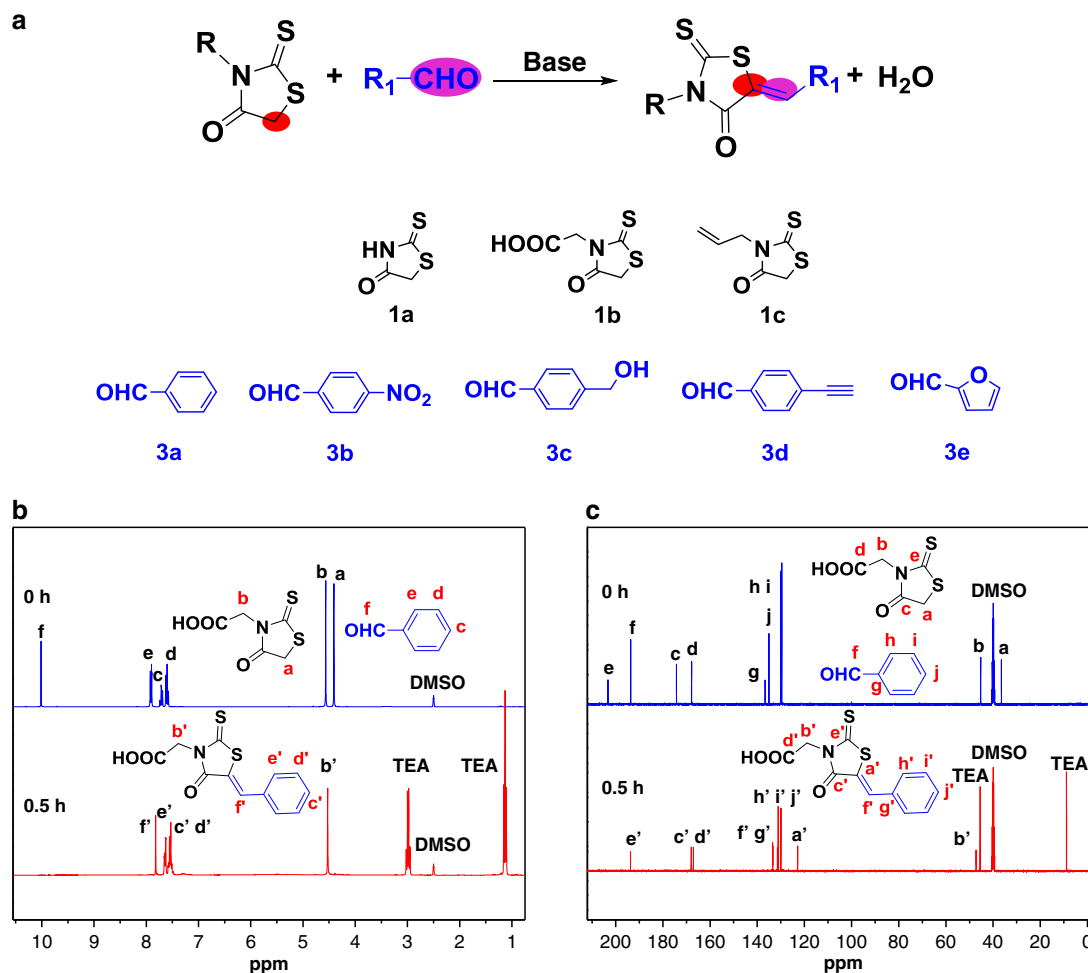 a
R
N
S
S
O
+ R₁ CHO
Base
S
S
N
R
O
R₁ + H₂O
HN
S
S
O
1a
HOOC
N
S
S
O
1b
N
S
S
O
1c
OHC
3a
OHC NO₂
3b
OHC OH
3c
OHC
3d
OHC O
3e
b
0 h
f
e
c
d
b a
b
HOOC
N
S
S
O
a
f
OHC
e
d
c
DMSO
0.5 h
b'
HOOC
N
S
S
O
f'
e'
d'
c'
f' e' c' d'
b'
TEA
TEA
DMSO
10 9 8 7 6 5 4 3 2 1
ppm
c
0 h
e
f
c d
g
h i
j
d b e
HOOC
N
S
S
O
c a
f
OHC
h
i
g
j
DMSO
b
a
0.5 h
d' b' e'
HOOC
N
S
S
O
c'
a'
f' g'
h'
i'
j'
e'
c' d'
f' g'
h' i' j'
a'
b'
TEA
DMSO
TEA
200 180 160 140 120 100 80 60 40 20 0
ppm